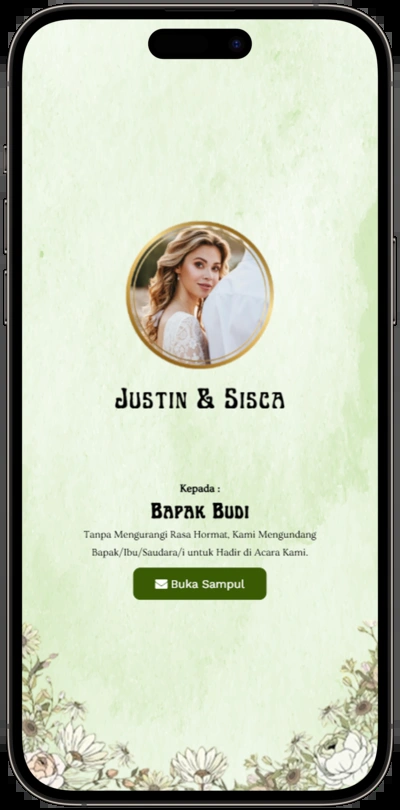 Justin & Sisca
Kepada :
Bapak Budi
Tanpa Mengurangi Rasa Hormat, Kami Mengundang
Bapak/Ibu/Saudara/i untuk Hadir di Acara Kami.
Buka Sampul